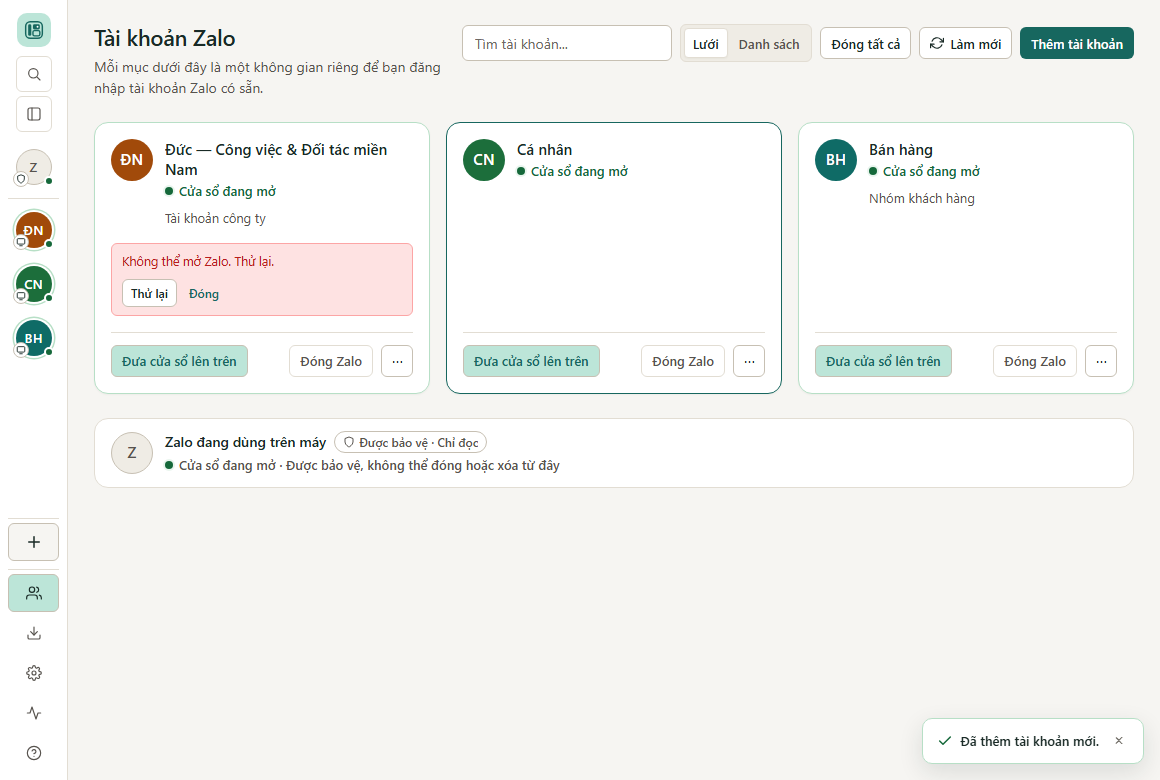 Tài khoản Zalo
Mỗi mục dưới đây là một không gian riêng để bạn đăng
nhập tài khoản Zalo có sẵn.
Tìm tài khoản...
Lưới
Danh sách
Đóng tất cả
Làm mới
Thêm tài khoản
Z
ĐN
CN
BH
ĐN
Đức — Công việc & Đối tác miền
Nam
Cửa sổ đang mở
Tài khoản công ty
Không thể mở Zalo. Thử lại.
Thử lại
Đóng
Đưa cửa sổ lên trên
Đóng Zalo
...
CN
Cá nhân
Cửa sổ đang mở
Đưa cửa sổ lên trên
Đóng Zalo
...
BH
Bán hàng
Cửa sổ đang mở
Nhóm khách hàng
Đưa cửa sổ lên trên
Đóng Zalo
...
Z
Zalo đang dùng trên máy
Được bảo vệ · Chỉ đọc
Cửa sổ đang mở · Được bảo vệ, không thể đóng hoặc xóa từ đây
Đã thêm tài khoản mới.